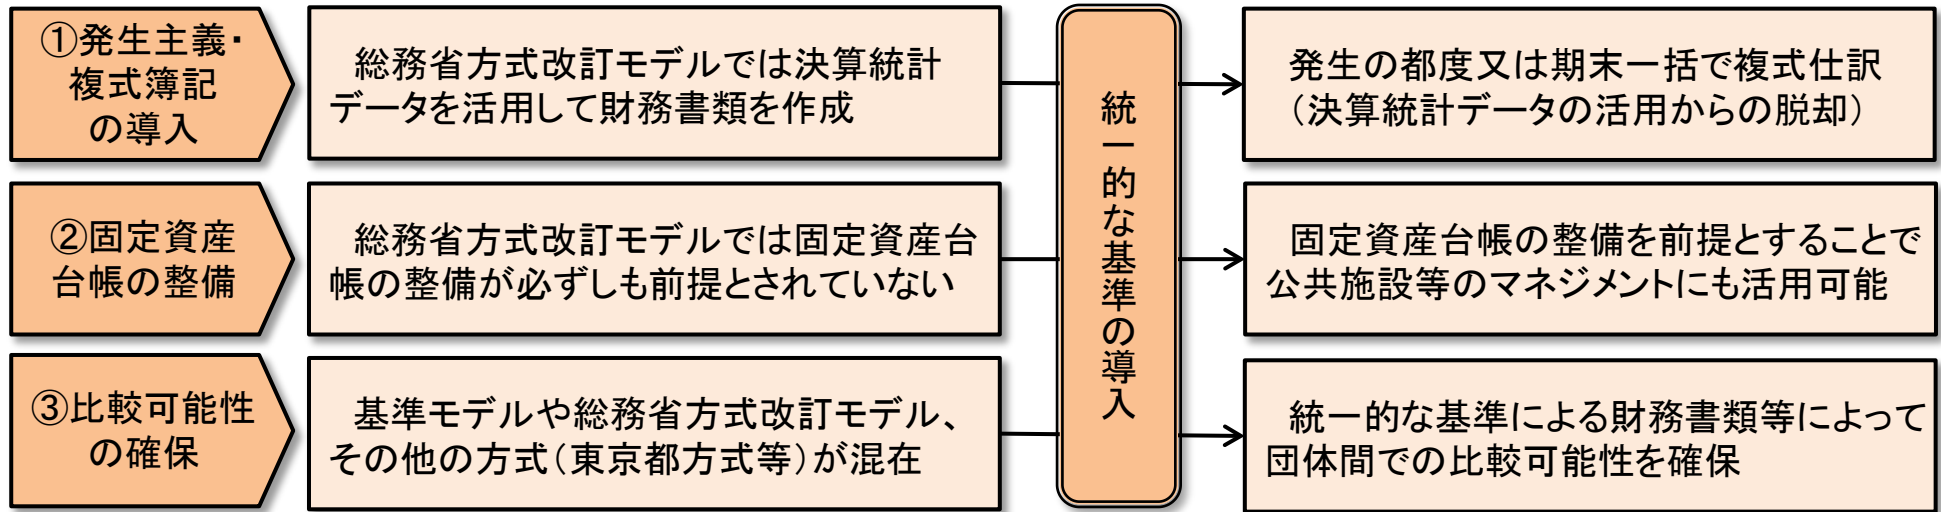 ①発生主義・
複式簿記
の導入
総務省方式改訂モデルでは決算統計
データを活用して財務書類を作成
発生の都度又は期末一括で複式仕訳
（決算統計データの活用からの脱却）
②固定資産
台帳の整備
総務省方式改訂モデルでは固定資産台
帳の整備が必ずしも前提とされていない
固定資産台帳の整備を前提とすることで
公共施設等のマネジメントにも活用可能
③比較可能性
の確保
基準モデルや総務省方式改訂モデル、
その他の方式（東京都方式等）が混在
統一的な基準による財務書類等によって
団体間での比較可能性を確保
統一的な基準の導入